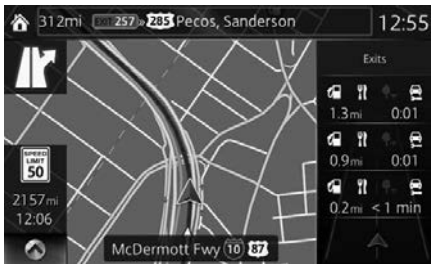 312mi EXIT 257 » 285 Pecos, Sanderson 12:55
Exits
1.3mi 0:01
SPEED
LIMIT
50
0.9mi 0:01
2157mi
12:06
0.2mi < 1 min
McDermott Fwy 10 87